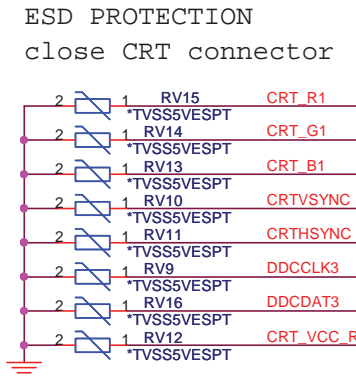 ESD PROTECTION
close CRT connector
2 1 RV15 CRT_R1
*TVSS5VESPT
2 1 RV14 CRT_G1
*TVSS5VESPT
2 1 RV13 CRT_B1
*TVSS5VESPT
2 1 RV10 CRTVSYNC
*TVSS5VESPT
2 1 RV11 CRTHSYNC
*TVSS5VESPT
2 1 RV9 DDCCLK3
*TVSS5VESPT
2 1 RV16 DDCDAT3
*TVSS5VESPT
2 1 RV12 CRT_VCC_R
*TVSS5VESPT